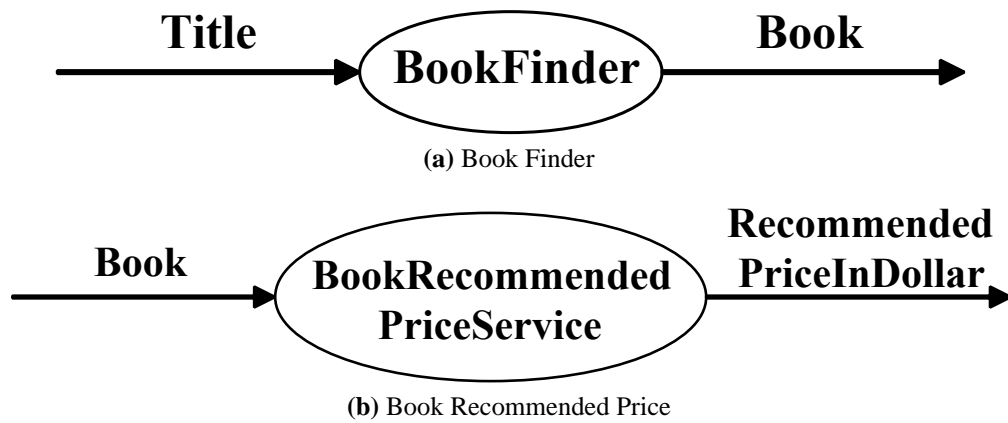 Title
BookFinder
Book
(a) Book Finder
Book
BookRecommended
PriceService
Recommended
PriceInDollar
(b) Book Recommended Price